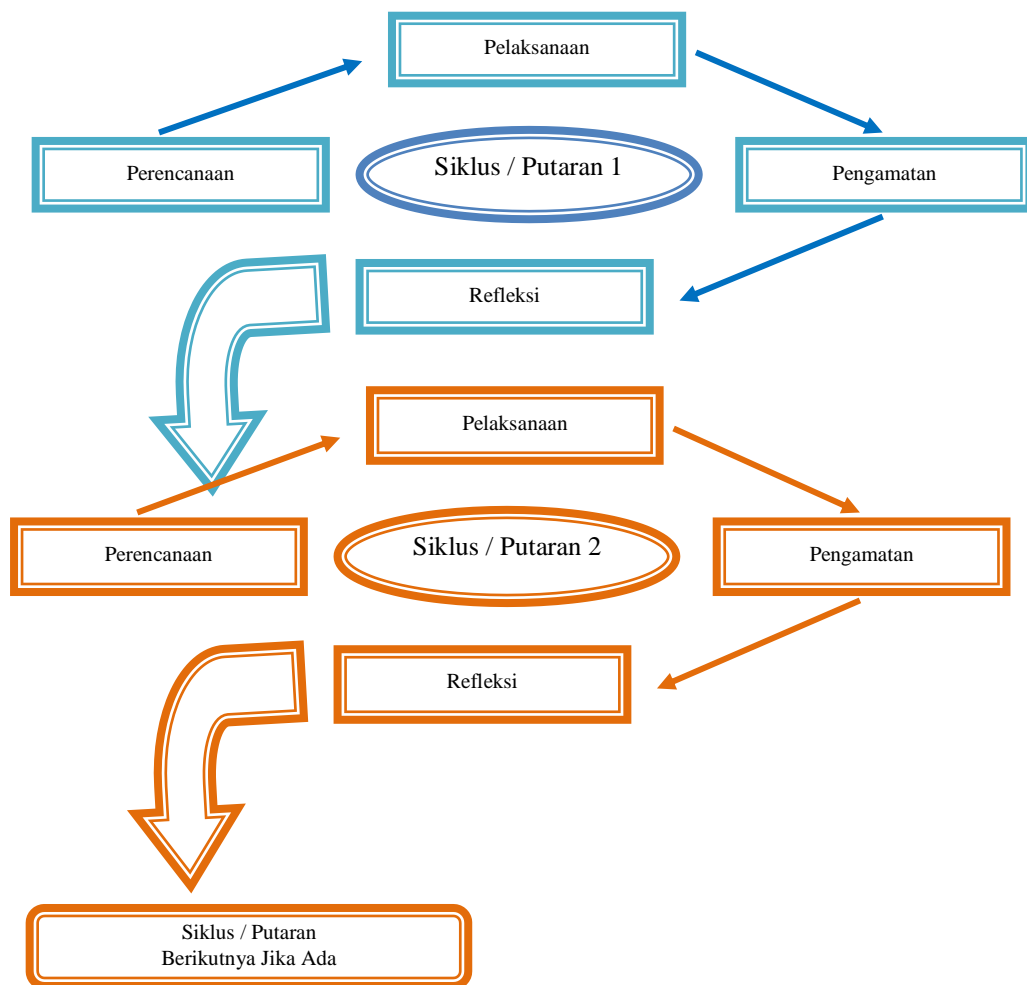 Pelaksanaan
Perencanaan
Siklus / Putaran 1
Pengamatan
Refleksi
Pelaksanaan
Perencanaan
Siklus / Putaran 2
Pengamatan
Refleksi
Siklus / Putaran
Berikutnya Jika Ada